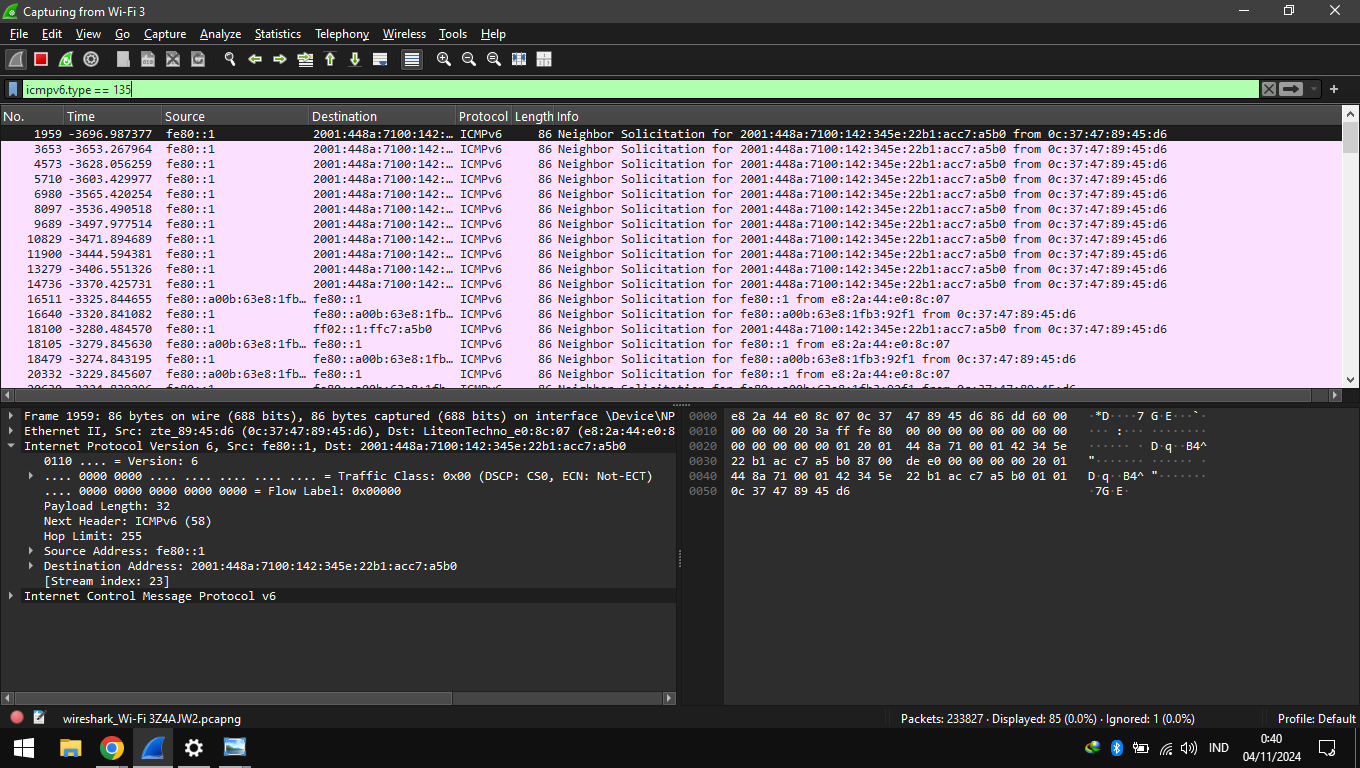 Capturing from Wi-Fi 3
File Edit View Go Capture Analyze Statistics Telephony Wireless Tools Help
icmpv6.type == 135
No. Time Source Destination Protocol Length Info
1959 -3696.987377 fe80::1 2001:448a:7100:142:… ICMPv6 86 Neighbor Solicitation for 2001:448a:7100:142:345e:22b1:acc7:a5b0 from 0c:37:47:89:45:d6
3653 -3653.267964 fe80::1 2001:448a:7100:142:… ICMPv6 86 Neighbor Solicitation for 2001:448a:7100:142:345e:22b1:acc7:a5b0 from 0c:37:47:89:45:d6
4573 -3628.056259 fe80::1 2001:448a:7100:142:… ICMPv6 86 Neighbor Solicitation for 2001:448a:7100:142:345e:22b1:acc7:a5b0 from 0c:37:47:89:45:d6
5710 -3603.429977 fe80::1 2001:448a:7100:142:… ICMPv6 86 Neighbor Solicitation for 2001:448a:7100:142:345e:22b1:acc7:a5b0 from 0c:37:47:89:45:d6
6980 -3565.420254 fe80::1 2001:448a:7100:142:… ICMPv6 86 Neighbor Solicitation for 2001:448a:7100:142:345e:22b1:acc7:a5b0 from 0c:37:47:89:45:d6
8097 -3536.490518 fe80::1 2001:448a:7100:142:… ICMPv6 86 Neighbor Solicitation for 2001:448a:7100:142:345e:22b1:acc7:a5b0 from 0c:37:47:89:45:d6
9689 -3497.977514 fe80::1 2001:448a:7100:142:… ICMPv6 86 Neighbor Solicitation for 2001:448a:7100:142:345e:22b1:acc7:a5b0 from 0c:37:47:89:45:d6
10829 -3471.894689 fe80::1 2001:448a:7100:142:… ICMPv6 86 Neighbor Solicitation for 2001:448a:7100:142:345e:22b1:acc7:a5b0 from 0c:37:47:89:45:d6
11900 -3444.594381 fe80::1 2001:448a:7100:142:… ICMPv6 86 Neighbor Solicitation for 2001:448a:7100:142:345e:22b1:acc7:a5b0 from 0c:37:47:89:45:d6
13279 -3406.551326 fe80::1 2001:448a:7100:142:… ICMPv6 86 Neighbor Solicitation for 2001:448a:7100:142:345e:22b1:acc7:a5b0 from 0c:37:47:89:45:d6
14736 -3370.425731 fe80::1 2001:448a:7100:142:… ICMPv6 86 Neighbor Solicitation for 2001:448a:7100:142:345e:22b1:acc7:a5b0 from 0c:37:47:89:45:d6
16511 -3325.844655 fe80::a00b:63e8:1fb… fe80::1 ICMPv6 86 Neighbor Solicitation for fe80::1 from e8:2a:44:e0:8c:07
16640 -3320.841082 fe80::1 fe80::a00b:63e8:1fb… ICMPv6 86 Neighbor Solicitation for fe80::a00b:63e8:1fb3:92f1 from 0c:37:47:89:45:d6
18100 -3280.484570 fe80::1 ff02::1:ffc7:a5b0 ICMPv6 86 Neighbor Solicitation for 2001:448a:7100:142:345e:22b1:acc7:a5b0 from 0c:37:47:89:45:d6
18105 -3279.845630 fe80::a00b:63e8:1fb… fe80::1 ICMPv6 86 Neighbor Solicitation for fe80::1 from e8:2a:44:e0:8c:07
18479 -3274.843195 fe80::1 fe80::a00b:63e8:1fb… ICMPv6 86 Neighbor Solicitation for fe80::a00b:63e8:1fb3:92f1 from 0c:37:47:89:45:d6
20332 -3229.845607 fe80::a00b:63e8:1fb… fe80::1 ICMPv6 86 Neighbor Solicitation for fe80::1 from e8:2a:44:e0:8c:07
Frame 1959: 86 bytes on wire (688 bits), 86 bytes captured (688 bits) on interface \Device\NP
Ethernet II, Src: zte_89:45:d6 (0c:37:47:89:45:d6), Dst: LiteonTechno_e0:8c:07 (e8:2a:44:e0:8
Internet Protocol Version 6, Src: fe80::1, Dst: 2001:448a:7100:142:345e:22b1:acc7:a5b0
0110 .... = Version: 6
.... 0000 0000 .... .... .... .... .... = Traffic Class: 0x00 (DSCP: CS0, ECN: Not-ECT)
.... 0000 0000 0000 0000 0000 = Flow Label: 0x00000
Payload Length: 32
Next Header: ICMPv6 (58)
Hop Limit: 255
Source Address: fe80::1
Destination Address: 2001:448a:7100:142:345e:22b1:acc7:a5b0
[Stream index: 23]
Internet Control Message Protocol v6
0000 e8 2a 44 e0 8c 07 0c 37 47 89 45 d6 86 dd 60 00 ·*D····7 G·E···`·
0010 00 00 00 20 3a ff fe 80 00 00 00 00 00 00 00 00 ··· :··· ········
0020 00 00 00 00 00 01 20 01 44 8a 71 00 01 42 34 5e ······ · D·q··B4^
0030 22 b1 ac c7 a5 b0 87 00 de e0 00 00 00 00 20 01 "······· ······ ·
0040 44 8a 71 00 01 42 34 5e 22 b1 ac c7 a5 b0 01 01 D·q··B4^ "·······
0050 0c 37 47 89 45 d6 ·7G·E·
wireshark_Wi-Fi 3Z4AJW2.pcapng
Packets: 233827 · Displayed: 85 (0.0%) · Ignored: 1 (0.0%)
Profile: Default
IND
0:40
04/11/2024